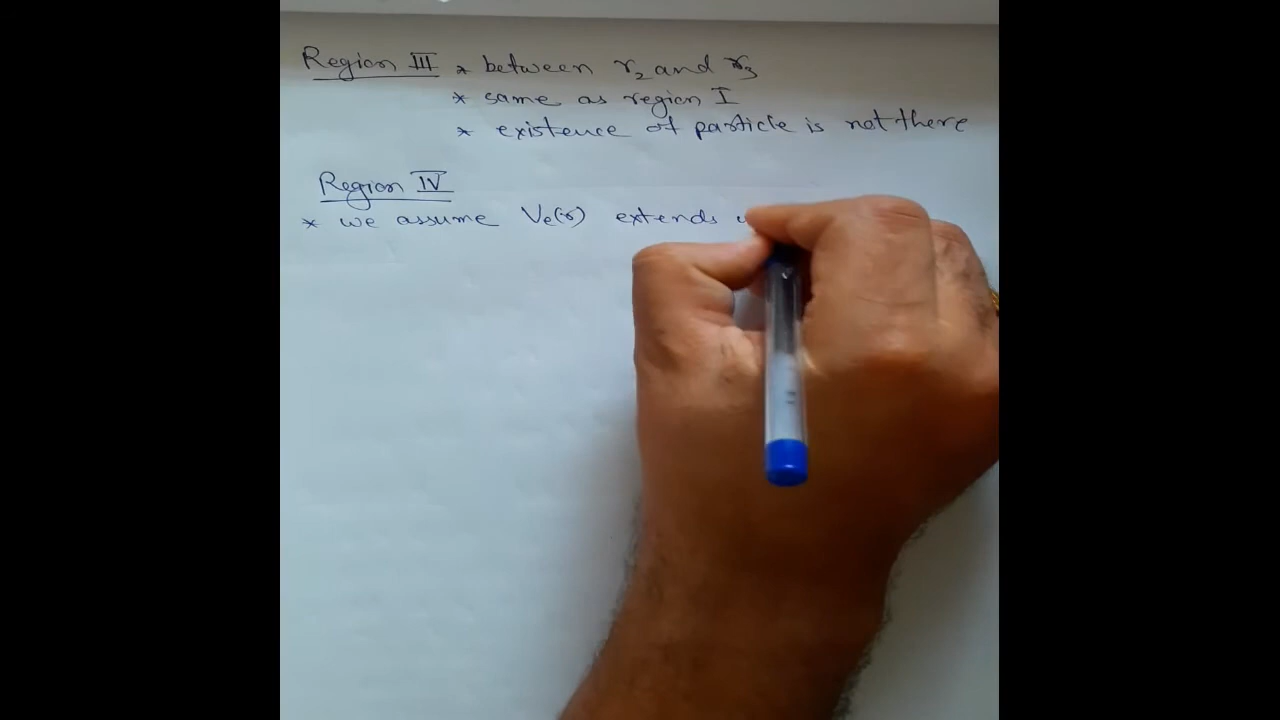 Region III * between r₂ and r₃
* same as region I
* existence of particle is not there
Region IV
* we assume Ve(r) extends